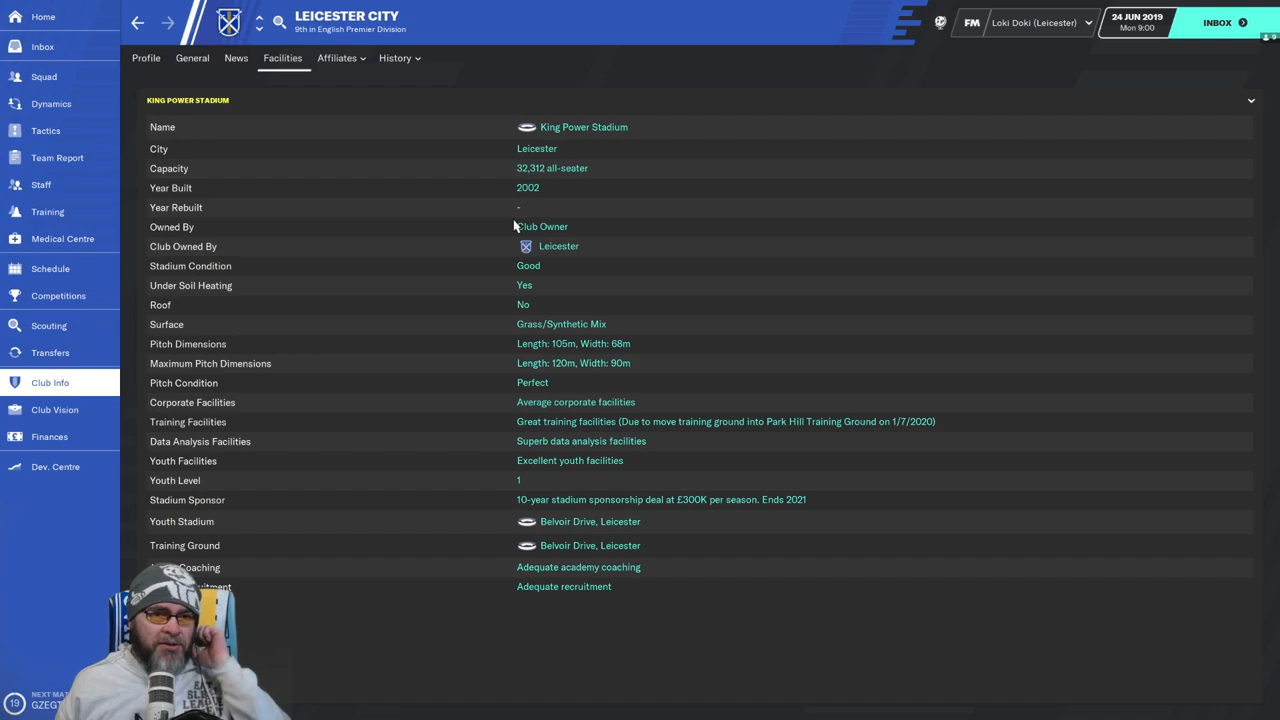 LEICESTER CITY
9th in English Premier Division
FM Loki Doki (Leicester)
24 JUN 2019
Mon 9:00
INBOX
9
Home
Inbox
Squad
Dynamics
Tactics
Team Report
Staff
Training
Medical Centre
Schedule
Competitions
Scouting
Transfers
Club Info
Club Vision
Finances
Dev. Centre
19
Profile General News Facilities Affiliates History
KING POWER STADIUM
Name King Power Stadium
City Leicester
Capacity 32,312 all-seater
Year Built 2002
Year Rebuilt -
Owned By Club Owner
Club Owned By Leicester
Stadium Condition Good
Under Soil Heating Yes
Roof No
Surface Grass/Synthetic Mix
Pitch Dimensions Length: 105m, Width: 68m
Maximum Pitch Dimensions Length: 120m, Width: 90m
Pitch Condition Perfect
Corporate Facilities Average corporate facilities
Training Facilities Great training facilities (Due to move training ground into Park Hill Training Ground on 1/7/2020)
Data Analysis Facilities Superb data analysis facilities
Youth Facilities Excellent youth facilities
Youth Level 1
Stadium Sponsor 10-year stadium sponsorship deal at £300K per season. Ends 2021
Youth Stadium Belvoir Drive, Leicester
Training Ground Belvoir Drive, Leicester
Coaching Adequate academy coaching
Adequate recruitment
NEXT MA
GZEGT
EAT
SLEEP